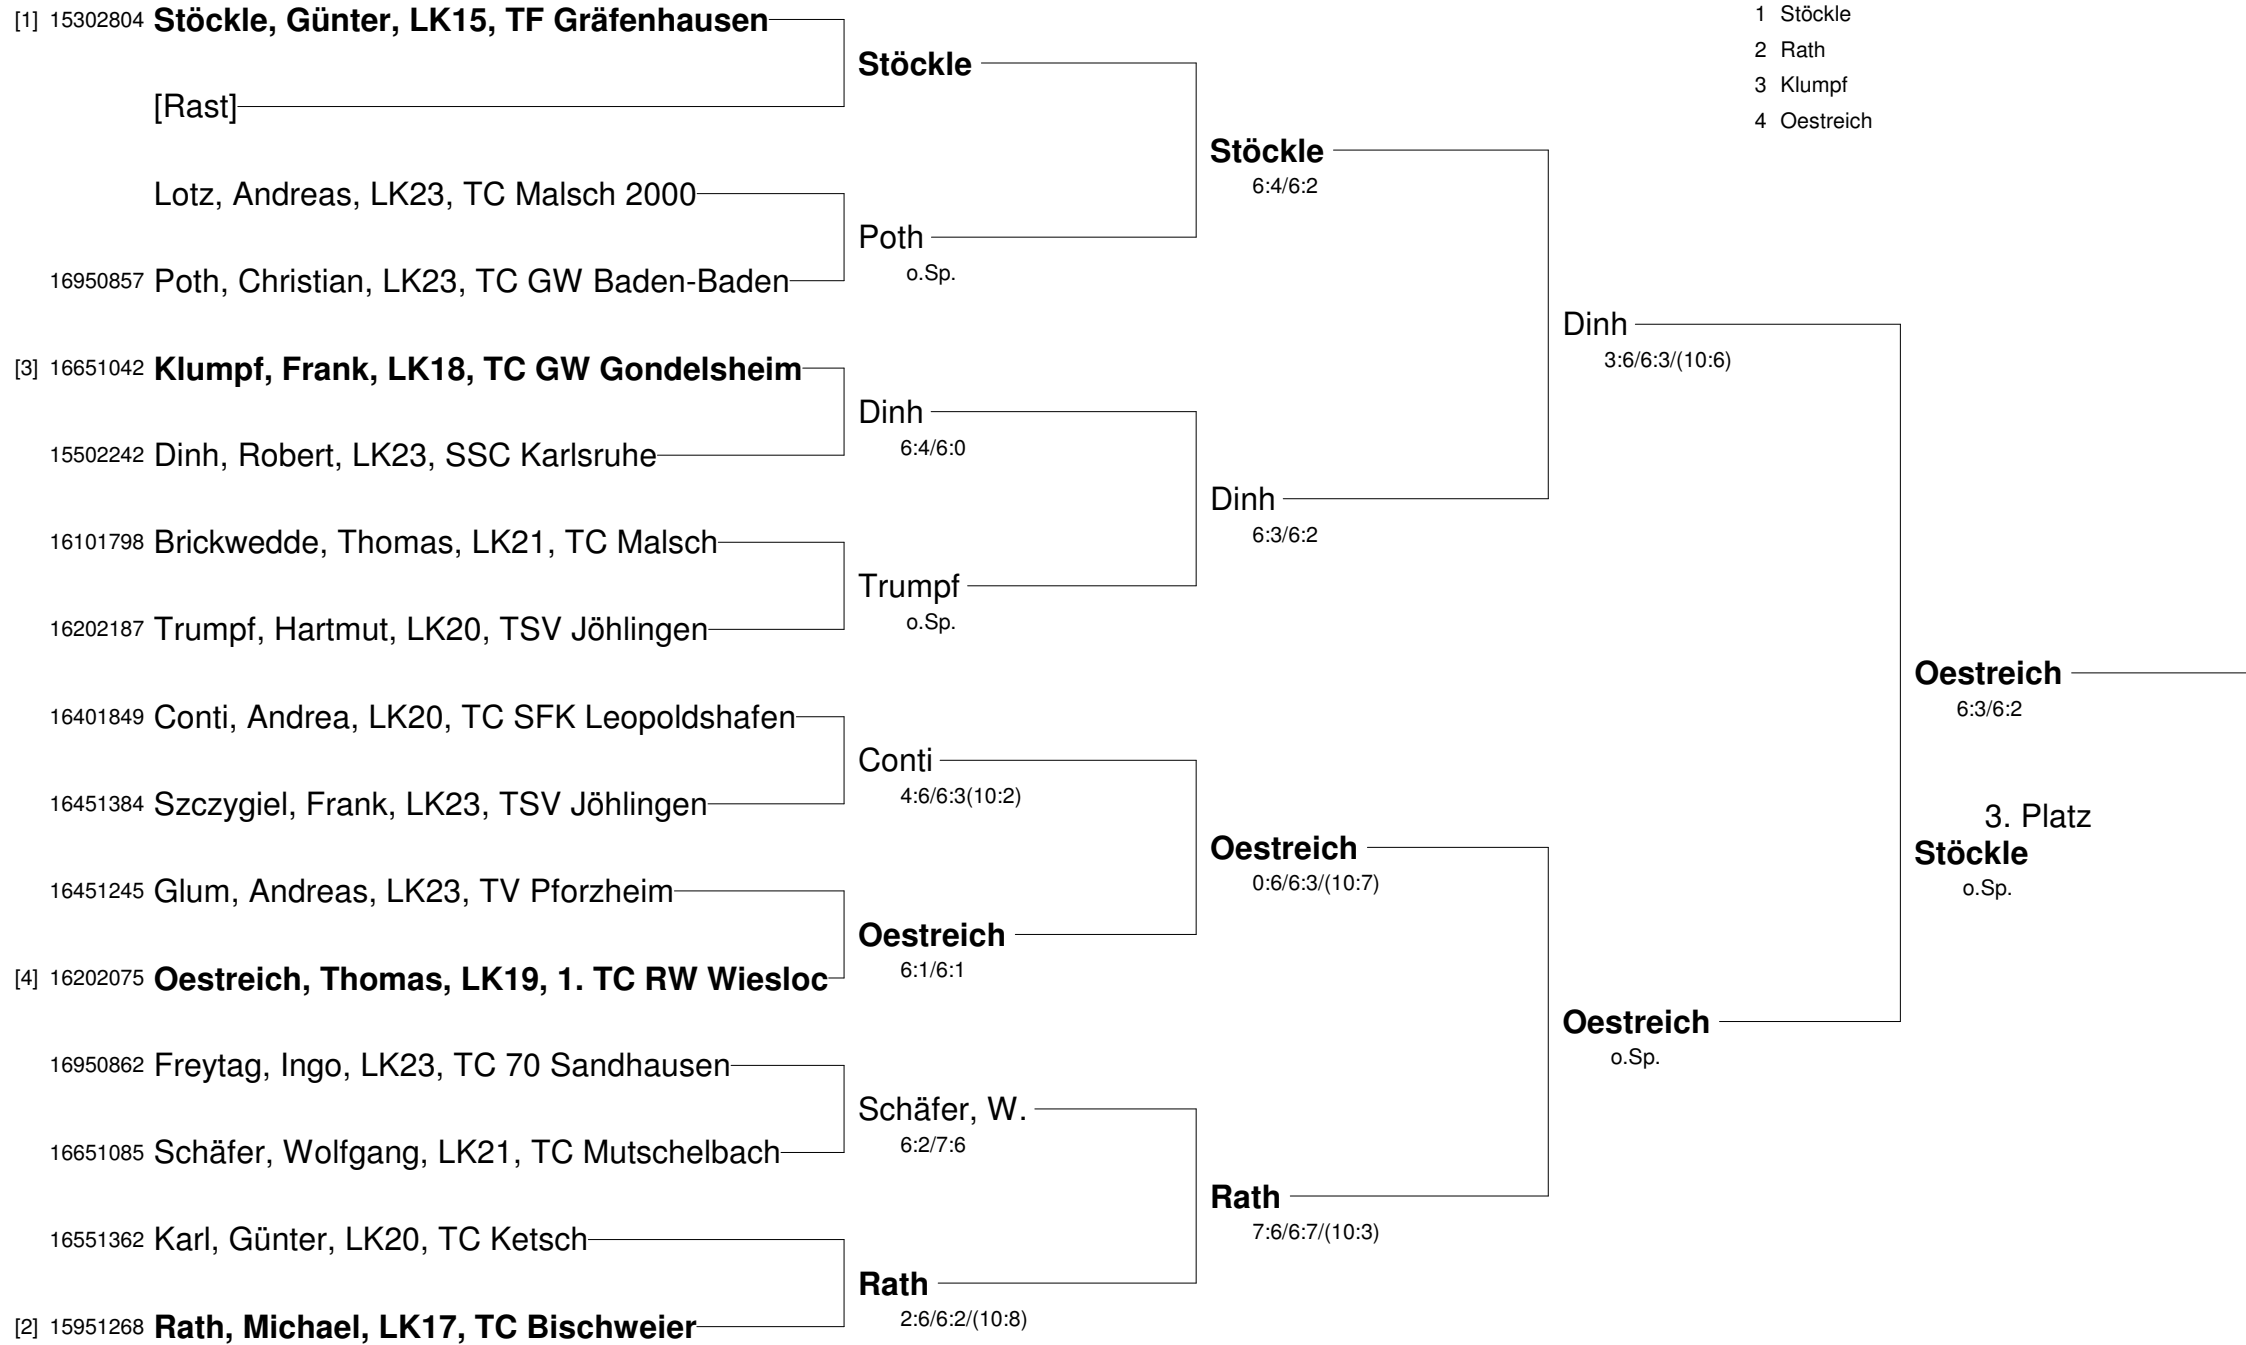 [1] 15302804 Stöckle, Günter, LK15, TF Gräfenhausen
[Rast]
Lotz, Andreas, LK23, TC Malsch 2000
16950857 Poth, Christian, LK23, TC GW Baden-Baden
[3] 16651042 Klumpf, Frank, LK18, TC GW Gondelsheim
15502242 Dinh, Robert, LK23, SSC Karlsruhe
16101798 Brickwedde, Thomas, LK21, TC Malsch
16202187 Trumpf, Hartmut, LK20, TSV Jöhlingen
16401849 Conti, Andrea, LK20, TC SFK Leopoldshafen
16451384 Szczygiel, Frank, LK23, TSV Jöhlingen
16451245 Glum, Andreas, LK23, TV Pforzheim
[4] 16202075 Oestreich, Thomas, LK19, 1. TC RW Wiesloc
16950862 Freytag, Ingo, LK23, TC 70 Sandhausen
16651085 Schäfer, Wolfgang, LK21, TC Mutschelbach
16551362 Karl, Günter, LK20, TC Ketsch
[2] 15951268 Rath, Michael, LK17, TC Bischweier
Stöckle
Poth
o.Sp.
Dinh
6:4/6:0
Trumpf
o.Sp.
Conti
4:6/6:3(10:2)
Oestreich
6:1/6:1
Schäfer, W.
6:2/7:6
Rath
2:6/6:2/(10:8)
Stöckle
6:4/6:2
Dinh
6:3/6:2
Oestreich
0:6/6:3/(10:7)
Rath
7:6/6:7/(10:3)
Dinh
3:6/6:3/(10:6)
Oestreich
o.Sp.
Oestreich
6:3/6:2
3. Platz
Stöckle
o.Sp.
1 Stöckle
2 Rath
3 Klumpf
4 Oestreich